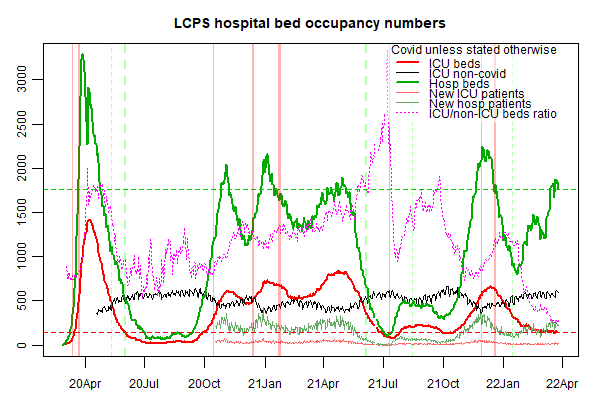 LCPS hospital bed occupancy numbers
Covid unless stated otherwise
ICU beds
ICU non-covid
Hosp beds
New ICU patients
New hosp patients
ICU/non-ICU beds ratio
3000
2500
2000
1500
1000
500
0
20Apr 20Jul 20Oct 21Jan 21Apr 21Jul 21Oct 22Jan 22Apr